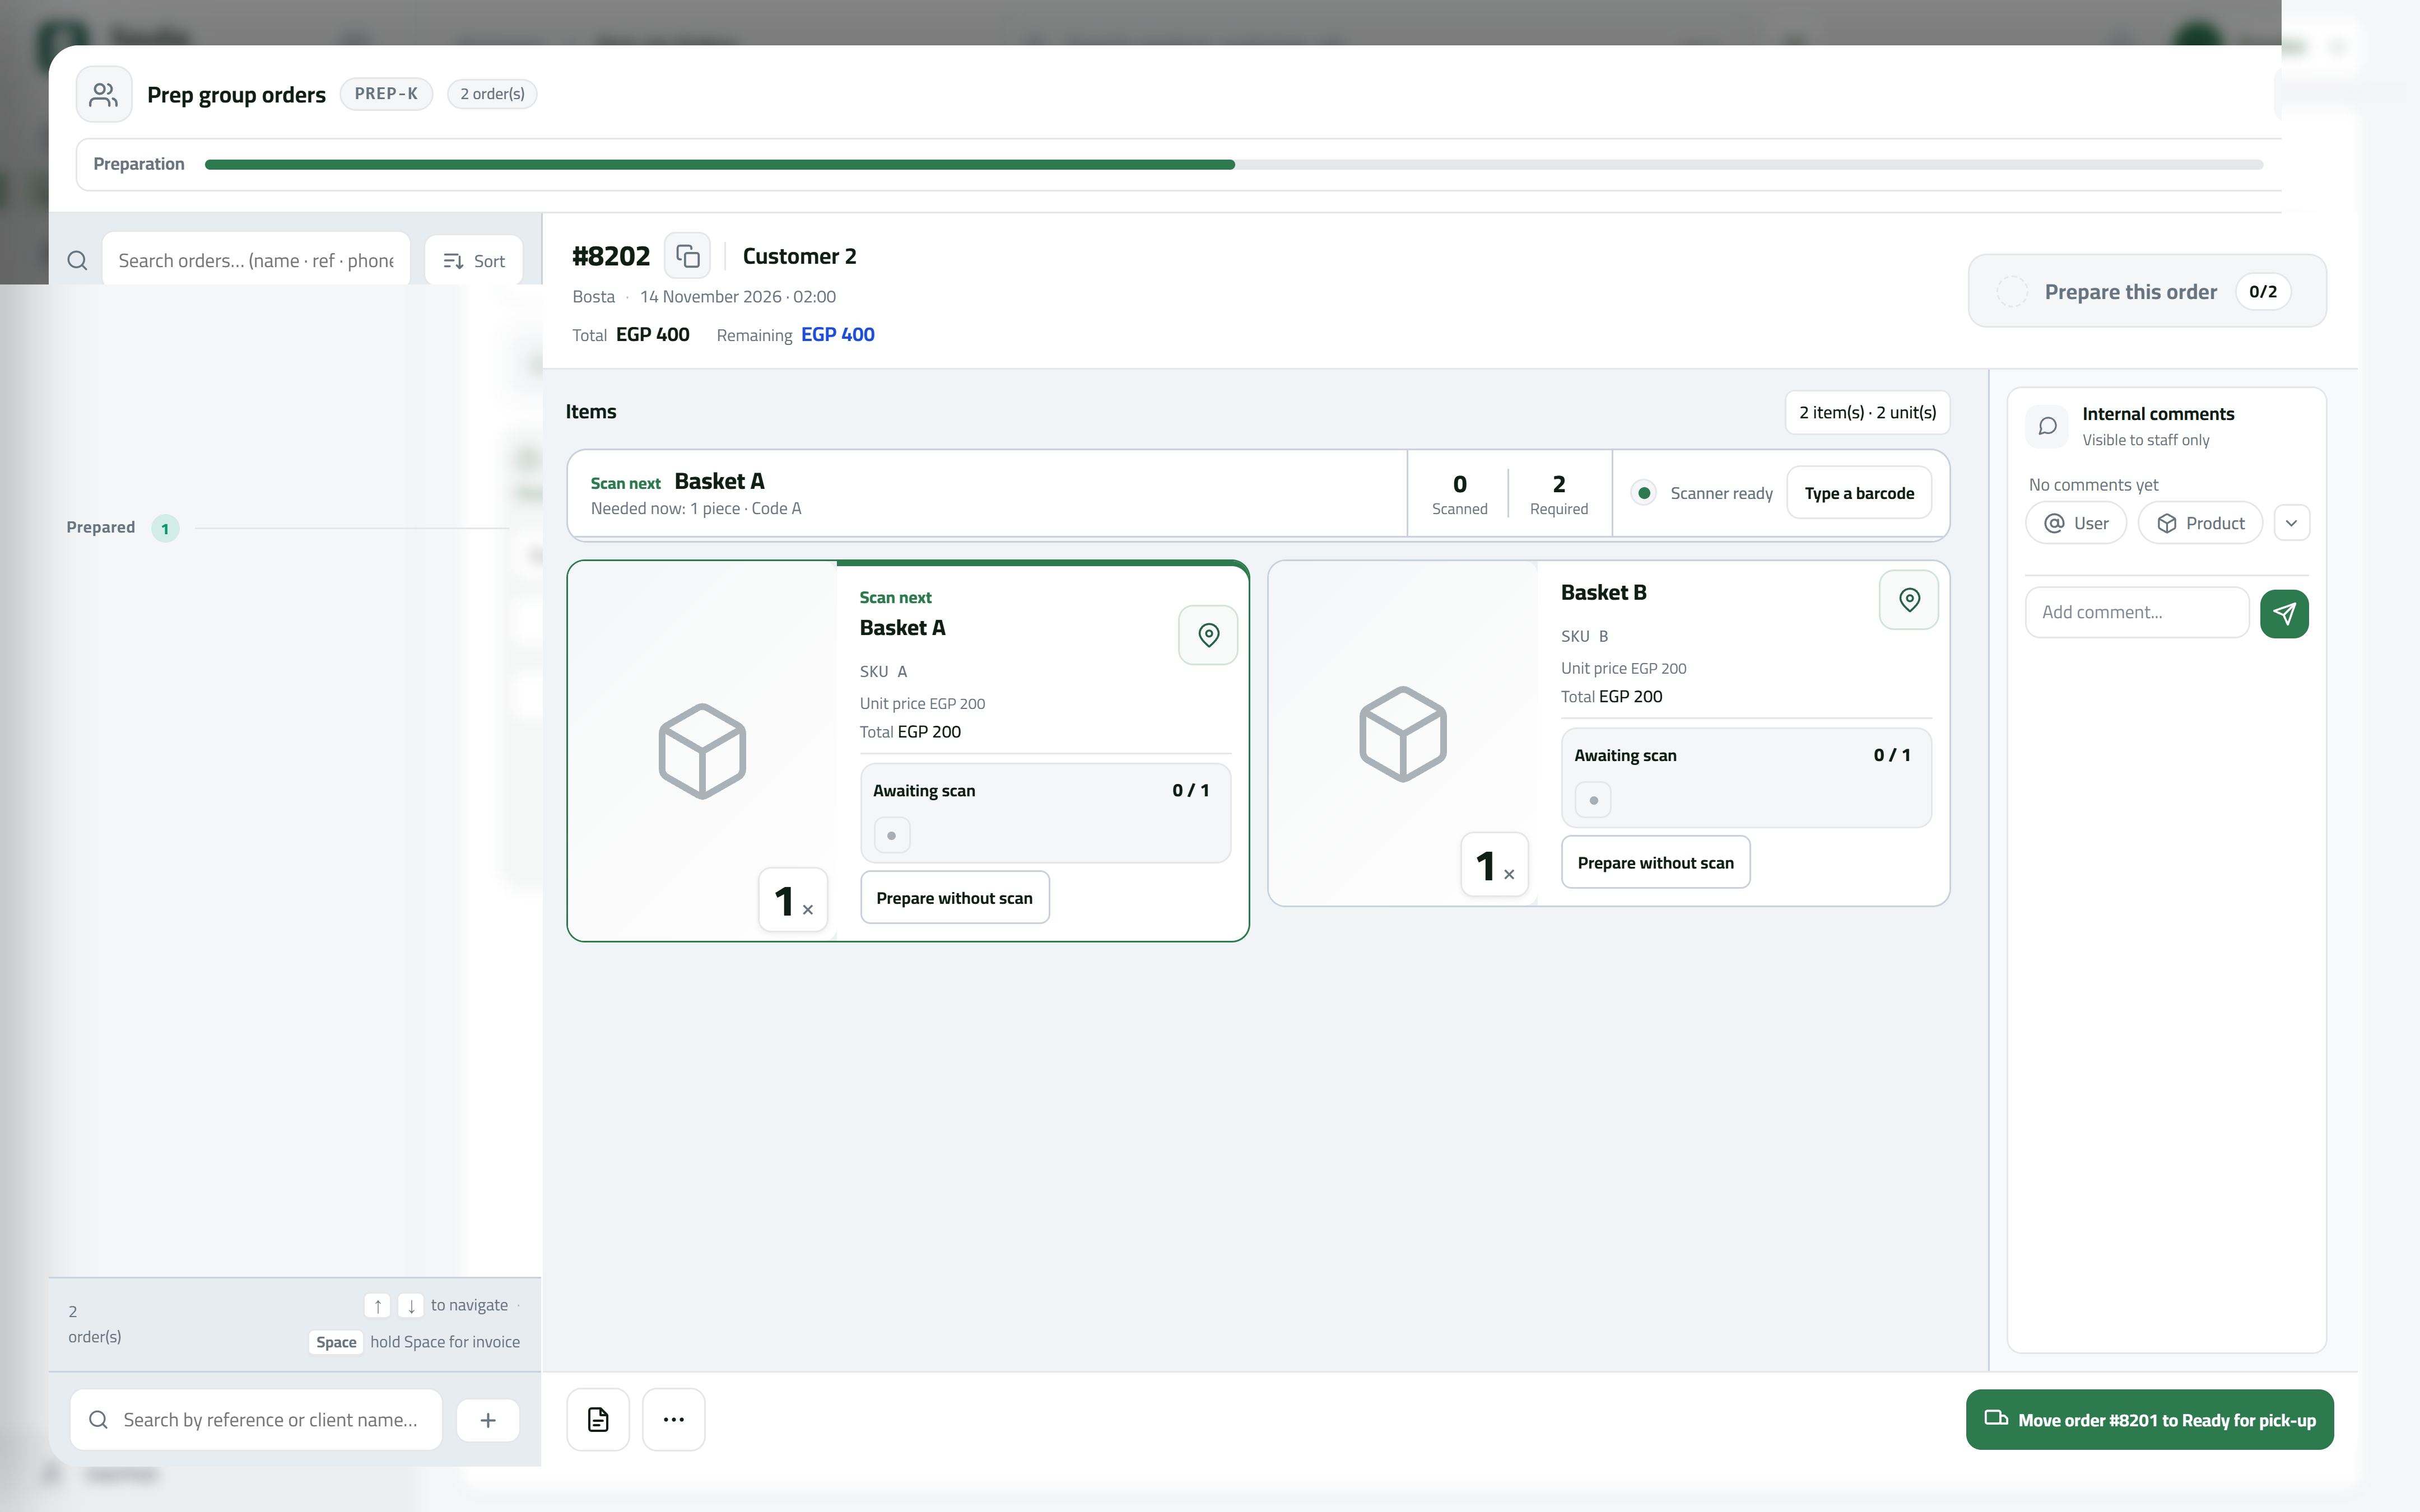 Prep group orders PREP-K 2 order(s)
Preparation
Search orders... (name · ref · phone Sort
Prepared 1
2
order(s)
↑ ↓ to navigate ·
Space hold Space for invoice
Search by reference or client name...
#8202 Customer 2
Bosta · 14 November 2026 · 02:00
Total EGP 400 Remaining EGP 400
Prepare this order 0/2
Items 2 item(s) · 2 unit(s)
Scan next Basket A
Needed now: 1 piece · Code A
0 Scanned
2 Required
Scanner ready Type a barcode
Scan next
Basket A
SKU A
Unit price EGP 200
Total EGP 200
Awaiting scan 0 / 1
Prepare without scan
1 ×
Basket B
SKU B
Unit price EGP 200
Total EGP 200
Awaiting scan 0 / 1
Prepare without scan
1 ×
Internal comments
Visible to staff only
No comments yet
User Product
Add comment...
Move order #8201 to Ready for pick-up